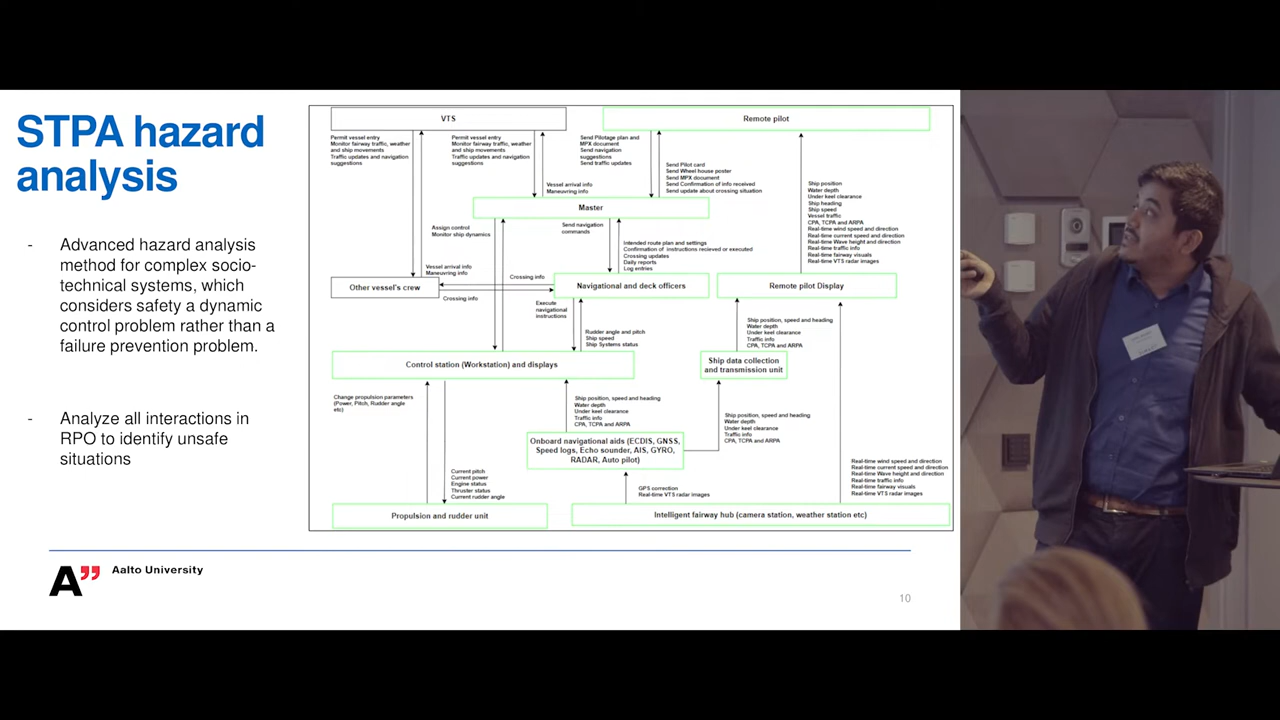 STPA hazard
analysis
- Advanced hazard analysis
method for complex socio-
technical systems, which
considers safety a dynamic
control problem rather than a
failure prevention problem.
- Analyze all interactions in
RPO to identify unsafe
situations
VTS
Remote pilot
Permit vessel entry
Monitor fairway traffic, weather
and ship movements
Traffic updates and navigation
suggestions
Permit vessel entry
Monitor fairway traffic, weather
and ship movements
Traffic updates and navigation
suggestions
Send Pilotage plan and
MPX document
Send navigation
suggestions
Send traffic updates
Vessel arrival info
Maneuvring info
Send Pilot card
Send Wheel house poster
Send MPX document
Send Confirmation of info received
Send update about crossing situation
Ship position
Water depth
Under keel clearance
Ship heading
Ship speed
Vessel traffic
CPA, TCPA and ARPA
Real-time wind speed and direction
Real-time current speed and direction
Real-time Wave height and direction
Real-time traffic info
Real-time fairway visuals
Real-time VTS radar images
Master
Assign control
Monitor ship dynamics
Send navigation
commands
Intended route plan and settings
Confirmation of instructions recieved or executed
Crossing updates
Daily reports
Log entries
Vessel arrival info
Maneuvring info
Crossing info
Other vessel's crew
Crossing info
Navigational and deck officers
Remote pilot Display
Execute
navigational
instructions
Rudder angle and pitch
Ship speed
Ship Systems status
Ship position, speed and heading
Water depth
Under keel clearance
Traffic info
CPA, TCPA and ARPA
Control station (Workstation) and displays
Ship data collection
and transmission unit
Change propulsion parameters
(Power, Pitch, Rudder angle
etc)
Ship position, speed and heading
Water depth
Under keel clearance
Traffic info
CPA, TCPA and ARPA
Ship position, speed and heading
Water depth
Under keel clearance
Traffic info
CPA, TCPA and ARPA
Onboard navigational aids (ECDIS, GNSS,
Speed logs, Echo sounder, AIS, GYRO,
RADAR, Auto pilot)
Current pitch
Current power
Engine status
Thruster status
Current rudder angle
GPS correction
Real-time VTS radar images
Real-time wind speed and direction
Real-time current speed and direction
Real-time Wave height and direction
Real-time traffic info
Real-time fairway visuals
Real-time VTS radar images
Propulsion and rudder unit
Intelligent fairway hub (camera station, weather station etc)
A” Aalto University
10